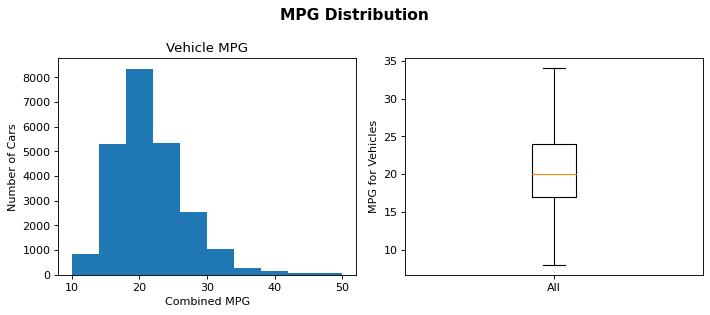 MPG Distribution
Vehicle MPG
Number of Cars
8000
7000
6000
5000
4000
3000
2000
1000
0
10 20 30 40 50
Combined MPG
MPG for Vehicles
35
30
25
20
15
10
All